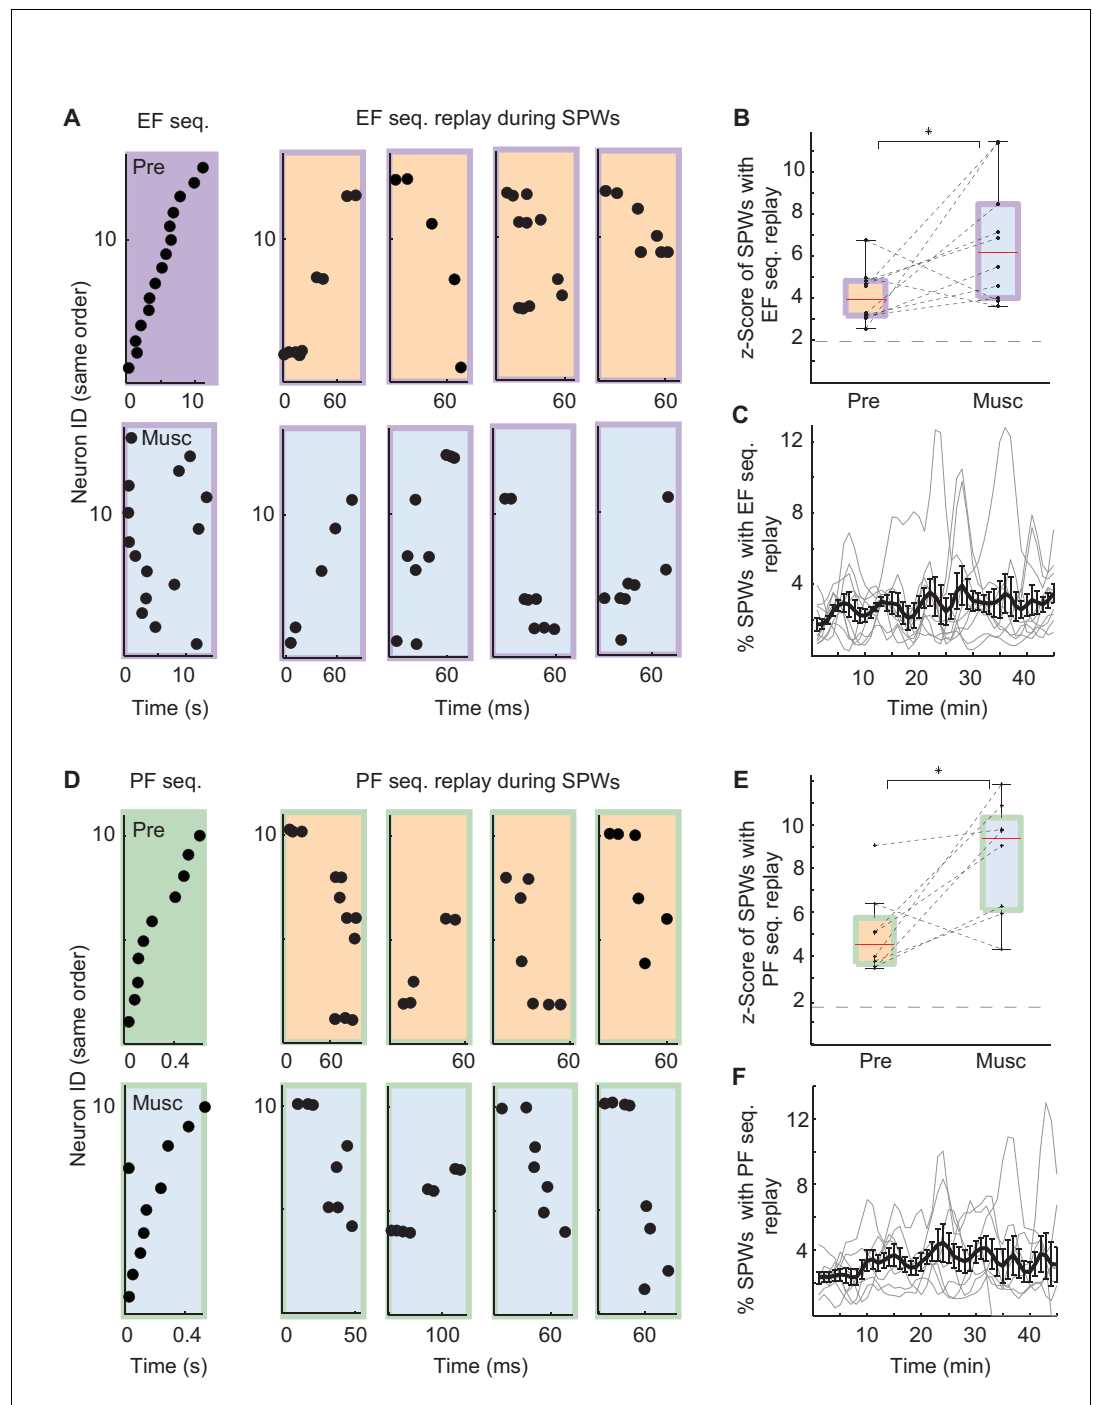 A
EF seq.
EF seq. replay during SPWs
Pre
10
0
10
0
60
60
60
60
Neuron ID (same order)
Musc
10
0
10
0
60
60
60
60
Time (s)
Time (ms)
B
*
z-Score of SPWs with
EF seq. replay
10
8
6
4
2
Pre
Musc
C
% SPWs with EF seq.
replay
12
8
4
10
20
30
40
Time (min)
D
PF seq.
PF seq. replay during SPWs
10
Pre
10
0
0.4
0
60
60
60
60
Neuron ID (same order)
Musc
10
10
0
0.4
0
50
100
60
60
Time (s)
Time (ms)
E
*
z-Score of SPWs with
PF seq. replay
10
8
6
4
2
Pre
Musc
F
% SPWs with PF seq.
replay
12
8
4
10
20
30
40
Time (min)